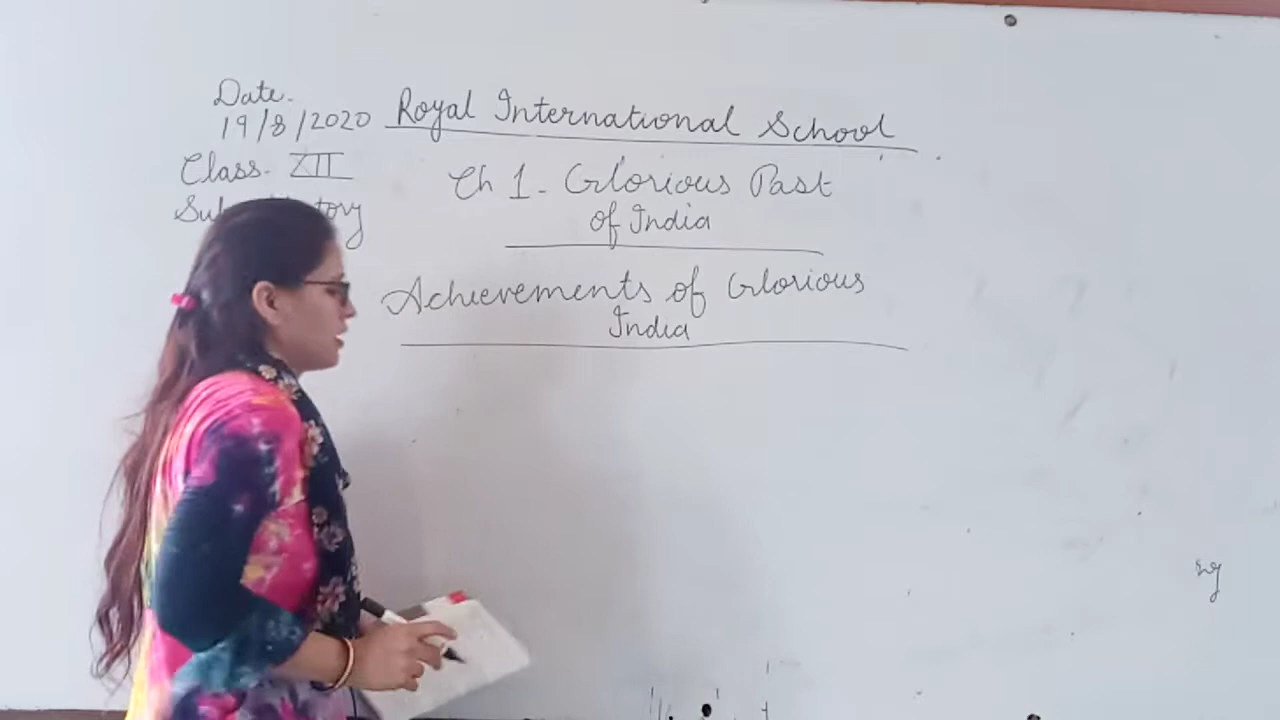 Date.
19/8/2020
Royal International School
Class. XII
Ch 1 - Glorious Past
of India
Achievements of Glorious
India